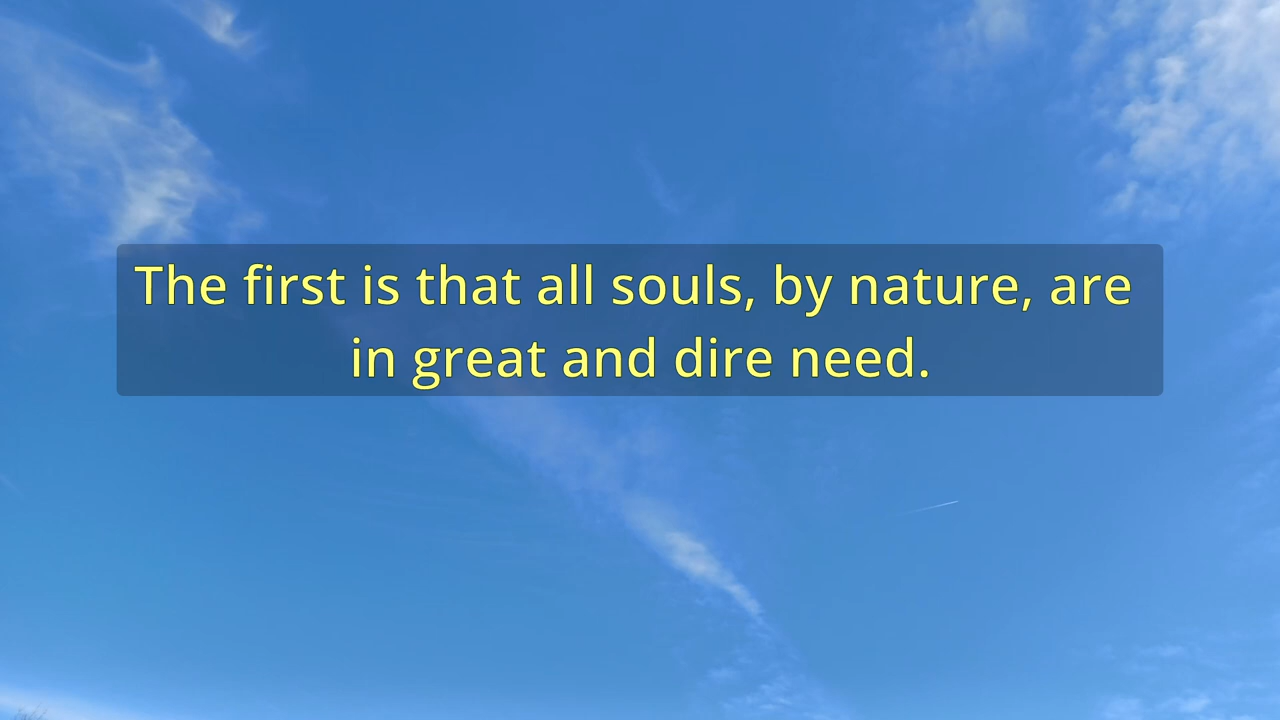 The first is that all souls, by nature, are
in great and dire need.